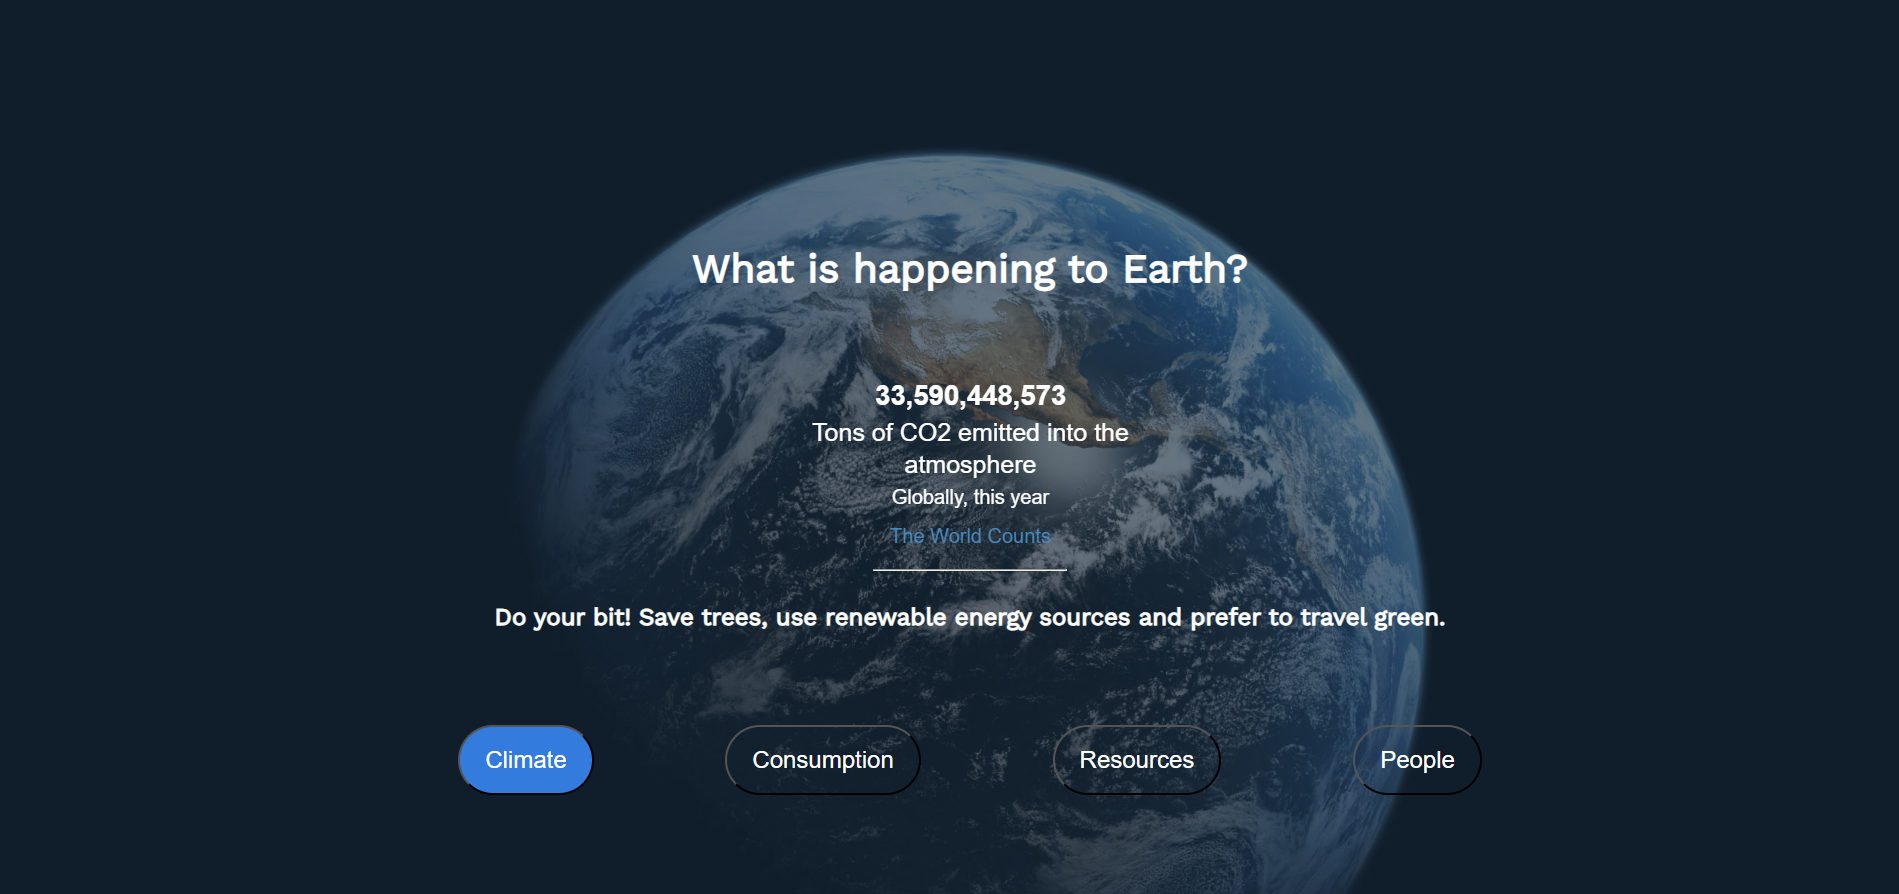 What is happening to Earth?
33,590,448,573
Tons of CO2 emitted into the
atmosphere
Globally, this year
The World Counts
Do your bit! Save trees, use renewable energy sources and prefer to travel green.
Climate
Consumption
Resources
People